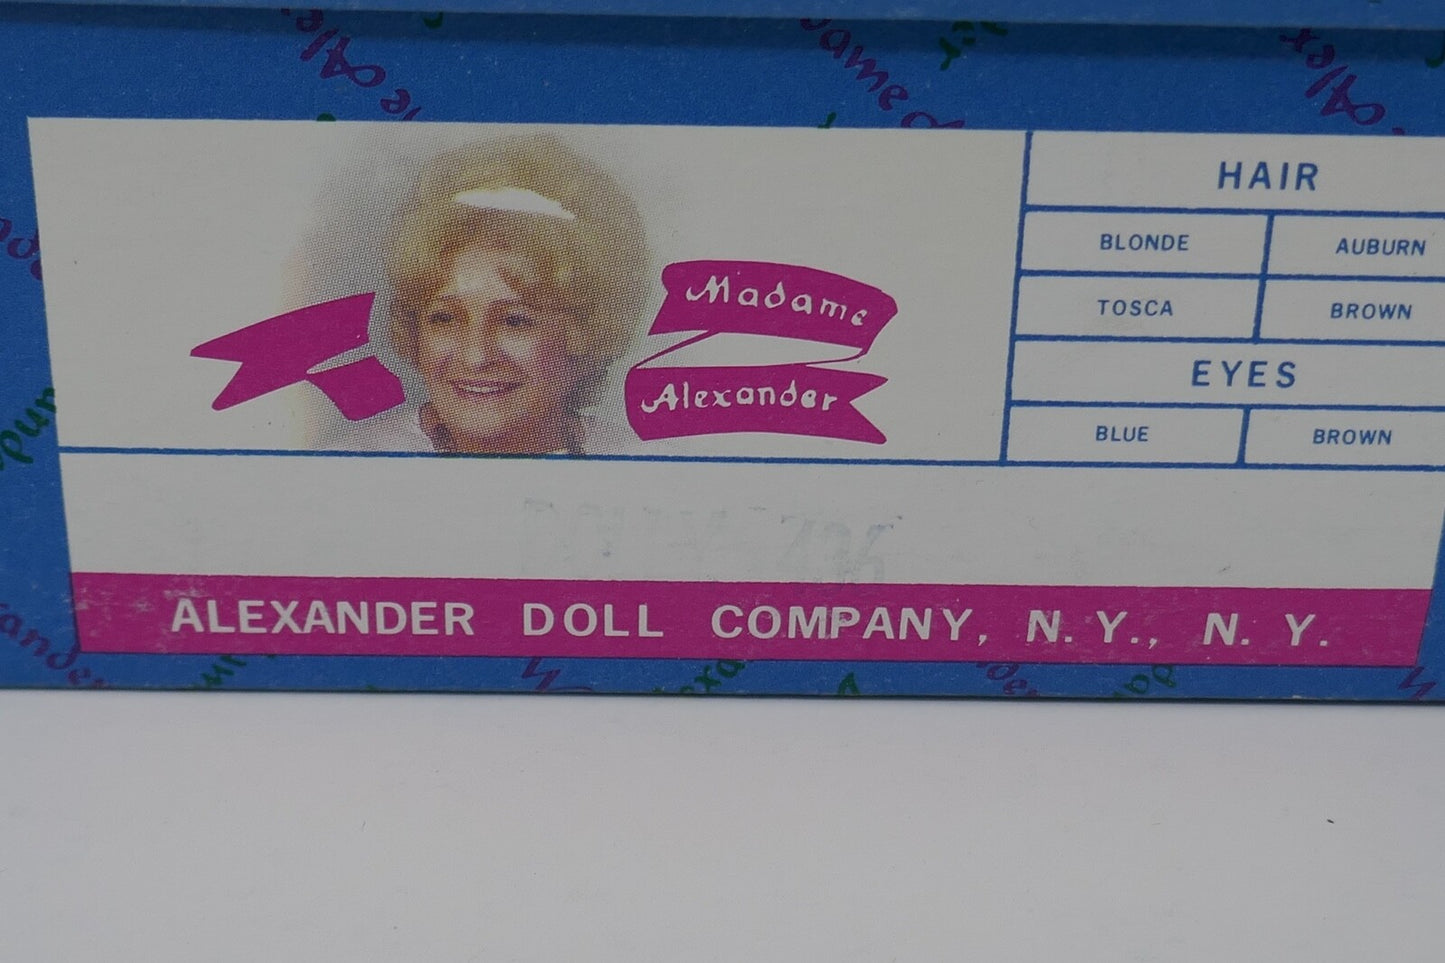 Madame
Alexander
HAIR
BLONDE AUBURN
TOSCA BROWN
EYES
BLUE BROWN
ALEXANDER DOLL COMPANY, N. Y., N. Y.